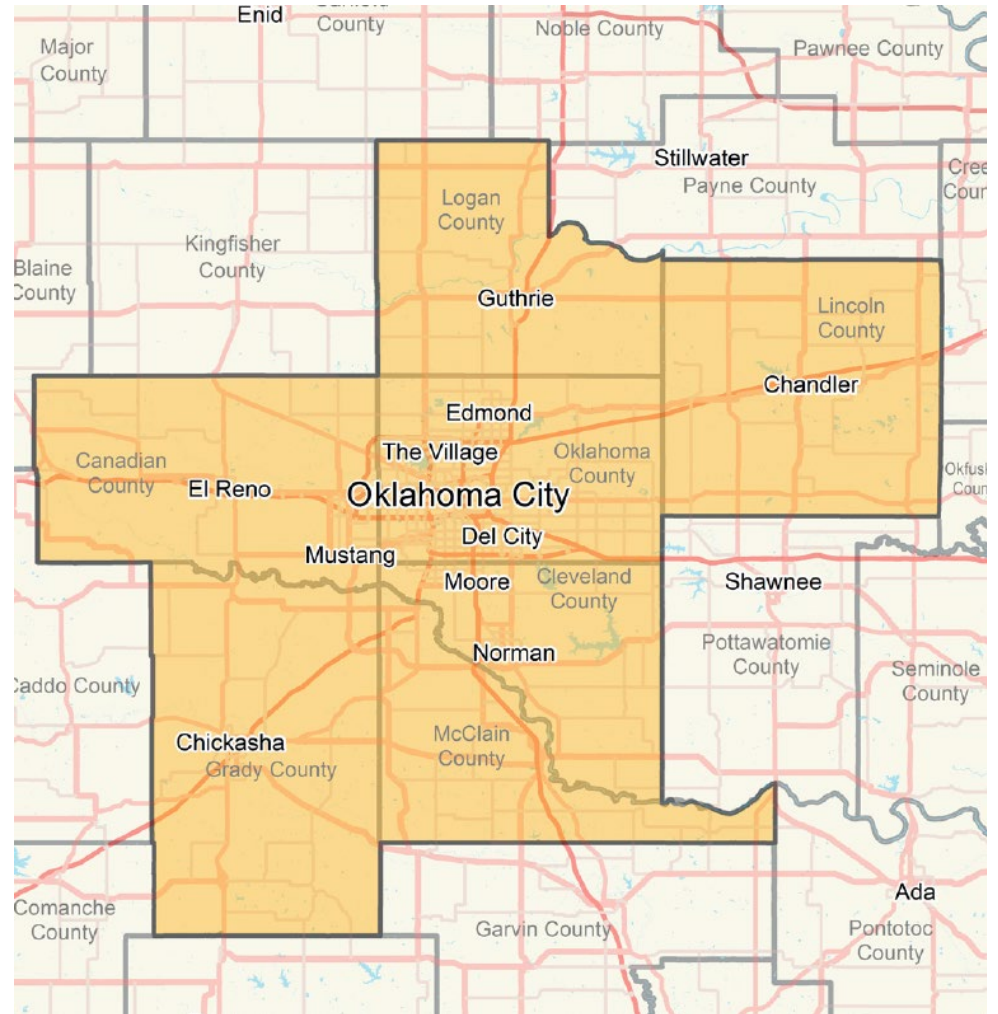 Enid
Noble County
Major
County
Pawnee County
Stillwater
Payne County
Logan
County
Kingfisher
County
Blaine
County
Guthrie
Lincoln
County
Chandler
Edmond
The Village
Oklahoma
County
Canadian
County
El Reno
Oklahoma City
Del City
Mustang
Moore
Cleveland
County
Shawnee
Norman
Pottawatomie
County
Seminole
County
Caddo County
McClain
County
Chickasha
Grady County
Ada
Comanche
County
Garvin County
Pontotoc
County